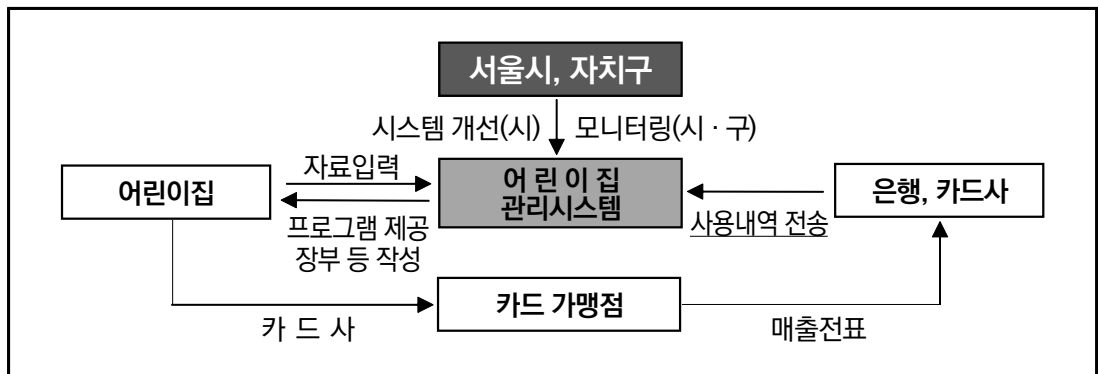 서울시, 자치구
시스템 개선(시) 모니터링(시 · 구)
자료입력
어린이집
어 린 이 집
관리시스템
은행, 카드사
프로그램 제공
장부 등 작성
사용내역 전송
카드 가맹점
카 드 사
매출전표